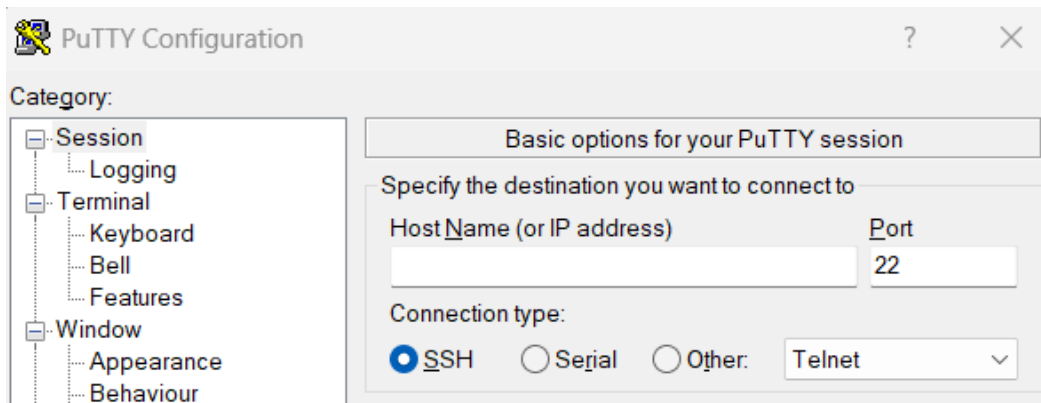 PuTTY Configuration
?
Category:
Session
Logging
Terminal
Keyboard
Bell
Features
Window
Appearance
Behaviour
Basic options for your PuTTY session
Specify the destination you want to connect to
Host Name (or IP address) Port
22
Connection type:
SSH Serial Other: Telnet